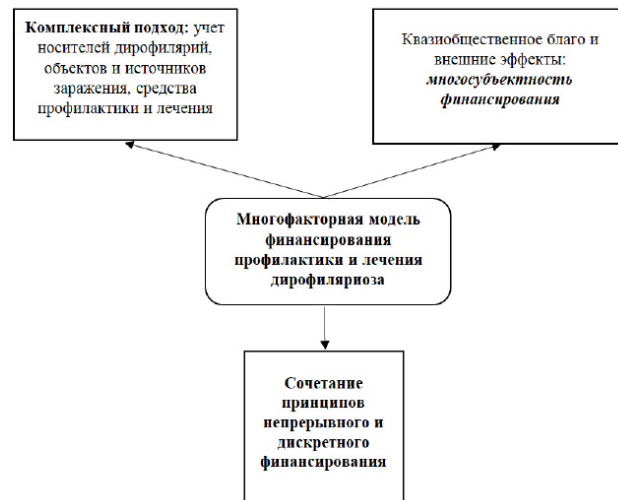 Комплексный подход: учет
носителей дирофилярий,
объектов и источников
заражения, средства
профилактики и лечения
Квазиобщественное благо и
внешние эффекты:
многосубъектность
финансирования
Многофакторная модель
финансирования
профилактики и лечения
дирофиляриоза
Сочетание
принципов
непрерывного и
дискретного
финансирования